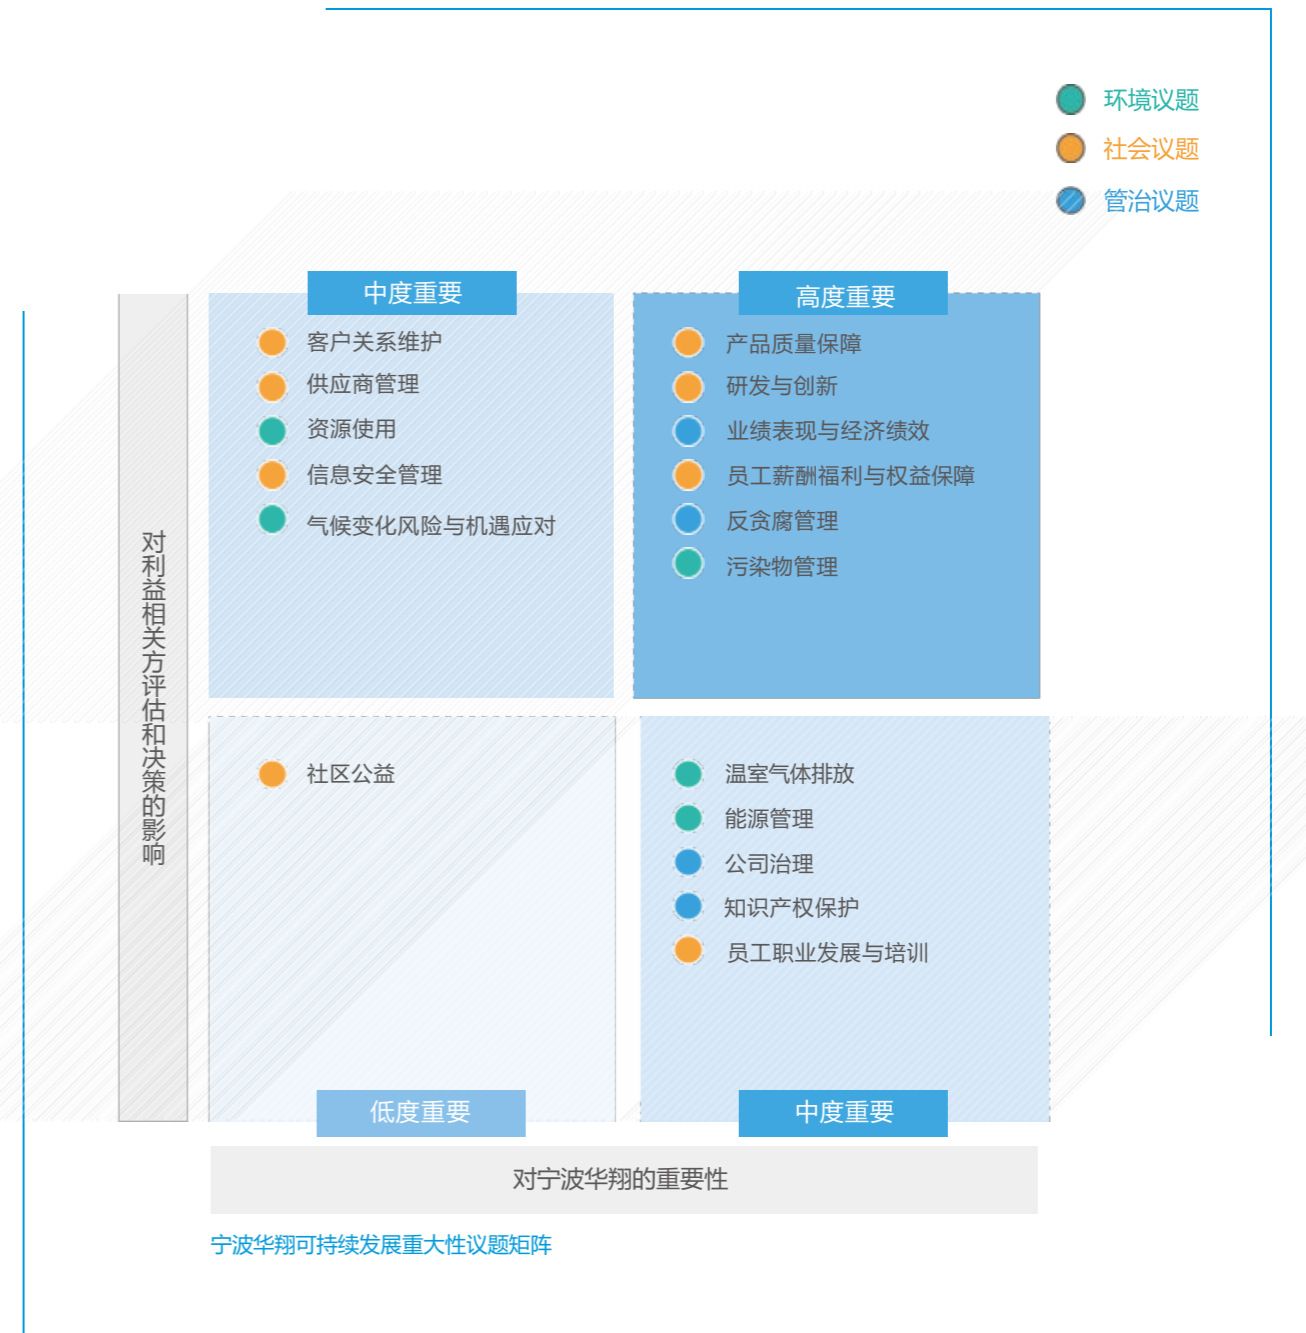 环境议题
社会议题
管治议题
中度重要
客户关系维护
供应商管理
资源使用
信息安全管理
气候变化风险与机遇应对
高度重要
产品质量保障
研发与创新
业绩表现与经济绩效
员工薪酬福利与权益保障
反贪腐管理
污染物管理
对利益相关方评估和决策的影响
社区公益
低度重要
温室气体排放
能源管理
公司治理
知识产权保护
员工职业发展与培训
中度重要
对宁波华翔的重要性
宁波华翔可持续发展重大性议题矩阵